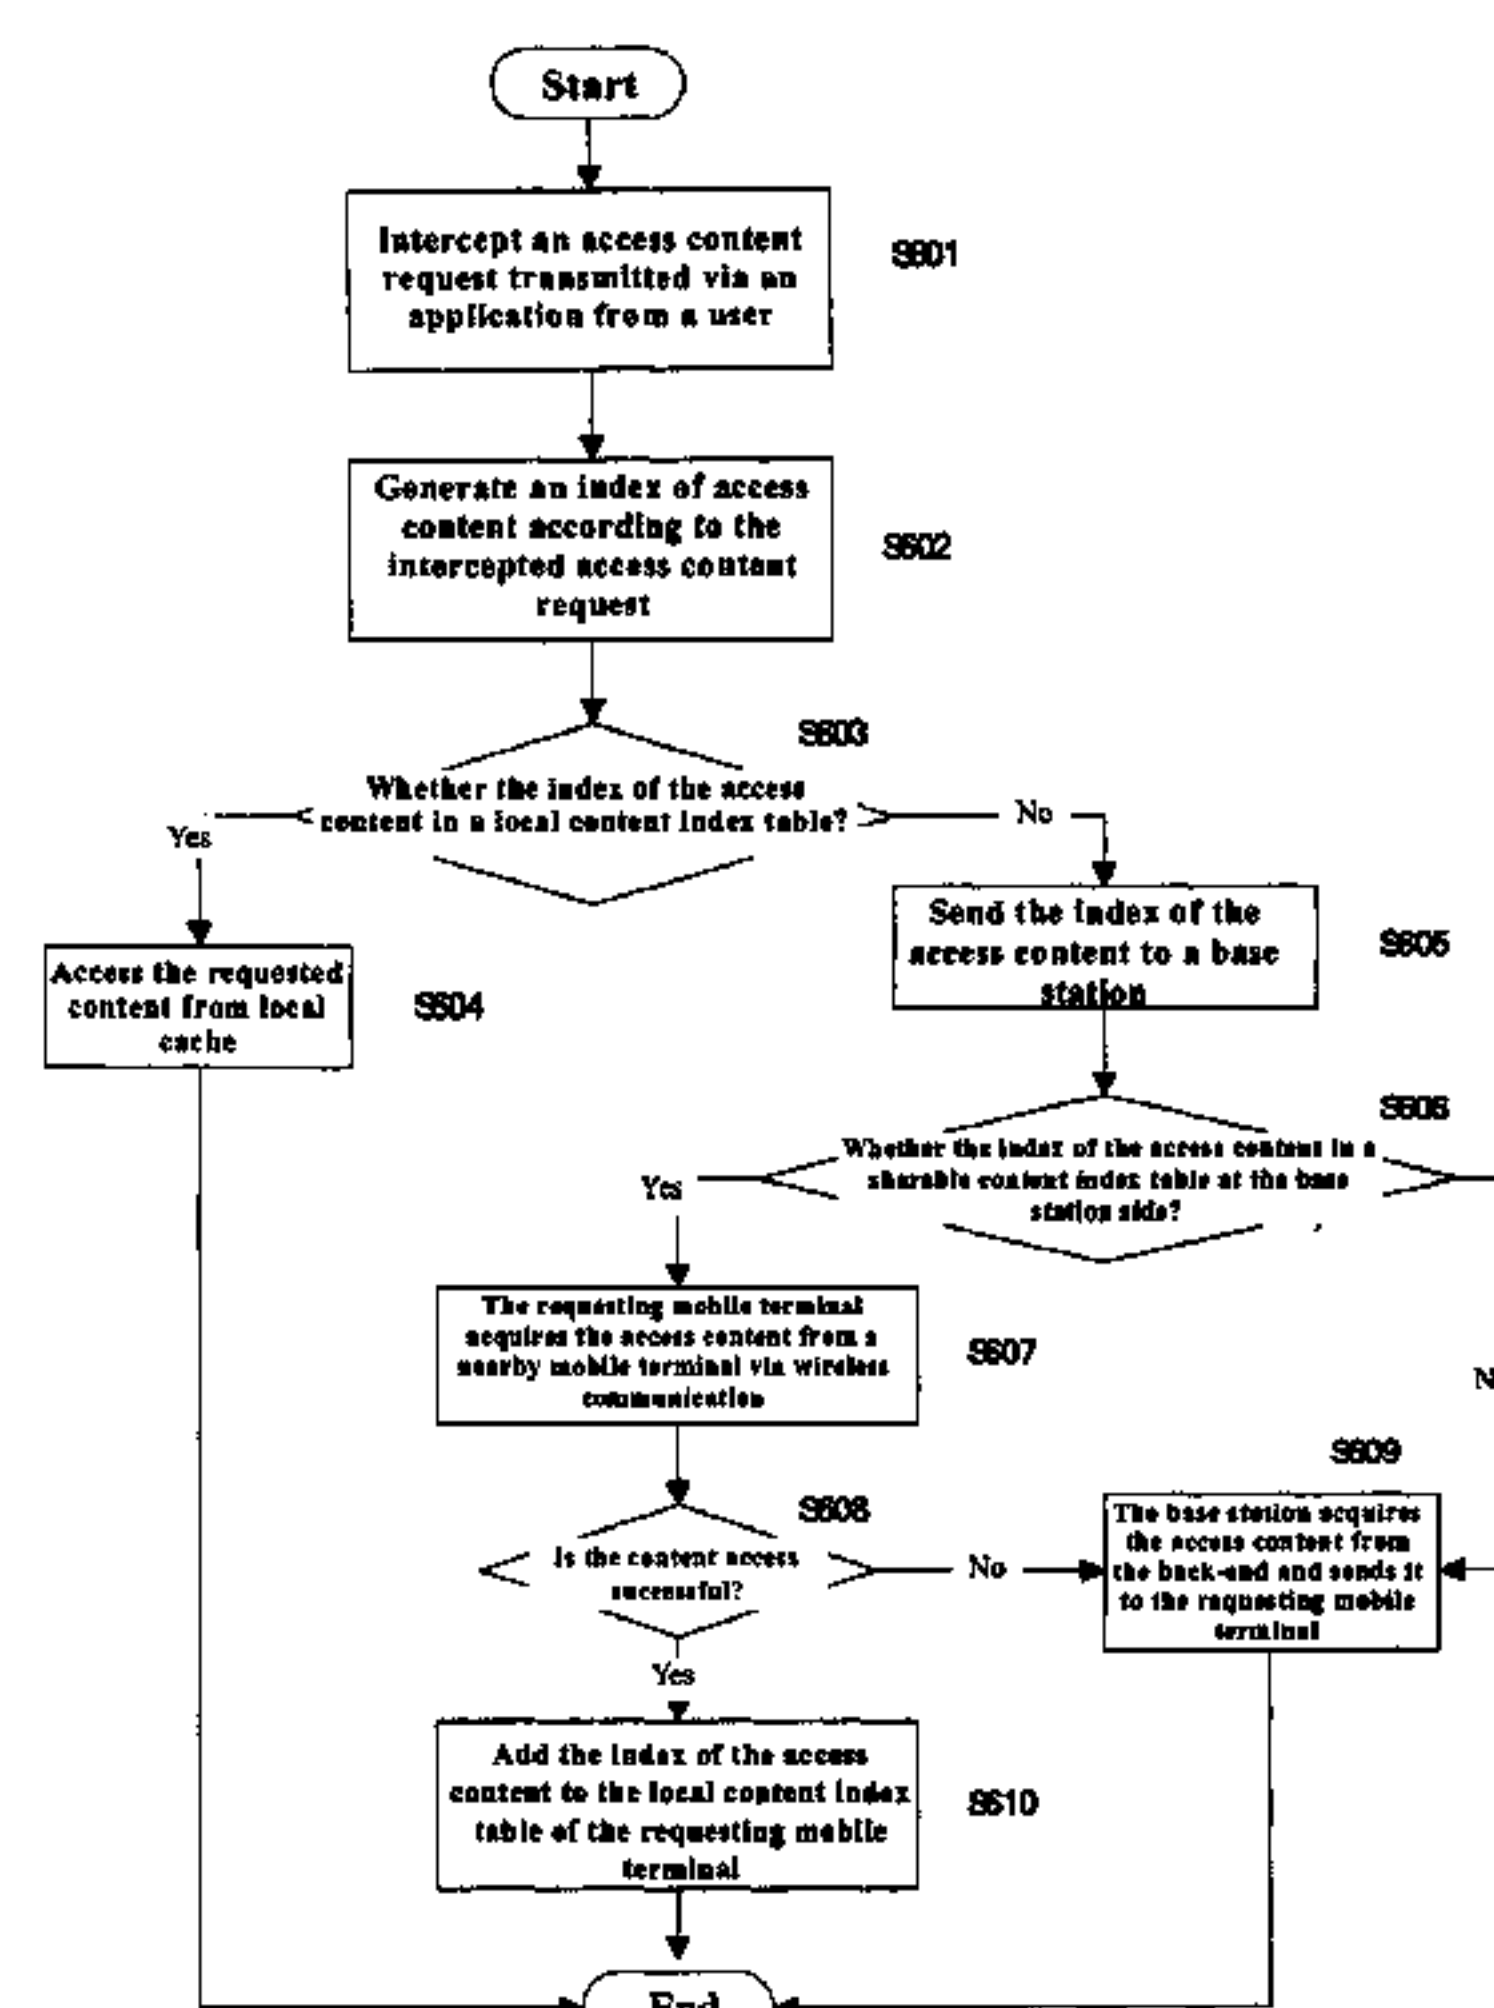 Start
Intercept an access content
request transmitted via an
application from a user
S601
Generate an index of access
content according to the
intercepted access content
request
S602
S603
Whether the index of the access
content in a local content index table?
Yes
No
Send the index of the
access content to a base
station
S605
Access the requested
content from local
cache
S604
S606
Whether the index of the access content in a
sharable content index table at the base
station side?
Yes
The requesting mobile terminal
acquires the access content from a
nearby mobile terminal via wireless
communication
S607
N
S609
S608
Is the content access
successful?
No
The base station acquires
the access content from
the back-end and sends it
to the requesting mobile
terminal
Yes
Add the index of the access
content to the local content index
table of the requesting mobile
terminal
S610
End